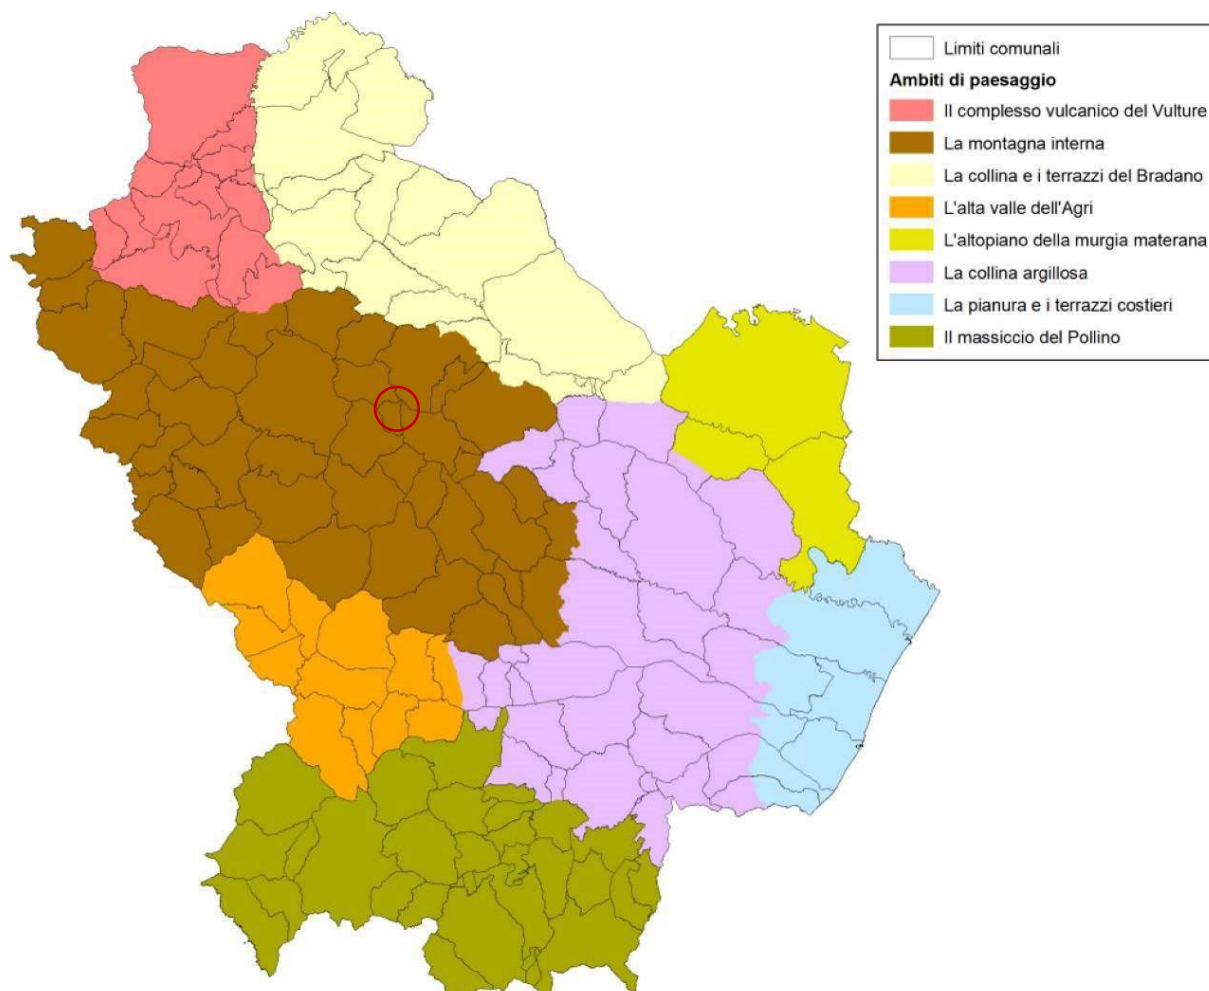 Limiti comunali
Ambiti di paesaggio
Il complesso vulcanico del Vulture
La montagna interna
La collina e i terrazzi del Bradano
L'alta valle dell'Agri
L'altopiano della murgia materana
La collina argillosa
La pianura e i terrazzi costieri
Il massiccio del Pollino